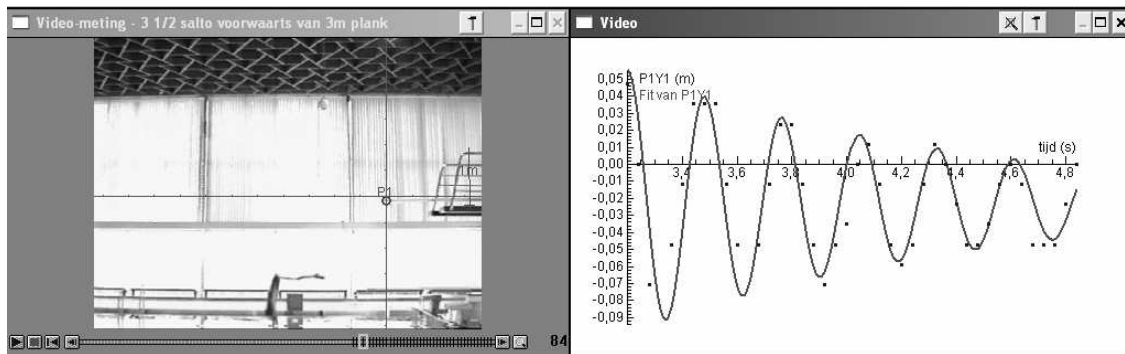 Video-meting - 3 1/2 salto voorwaarts van 3m plank
P1
1 m
84
Video
P1Y1 (m)
Fit van P1Y1
tijd (s)
0,05
0,04
0,03
0,02
0,01
0,00
-0,01
-0,02
-0,03
-0,04
-0,05
-0,06
-0,07
-0,08
-0,09
3,4 3,6 3,8 4,0 4,2 4,4 4,6 4,8